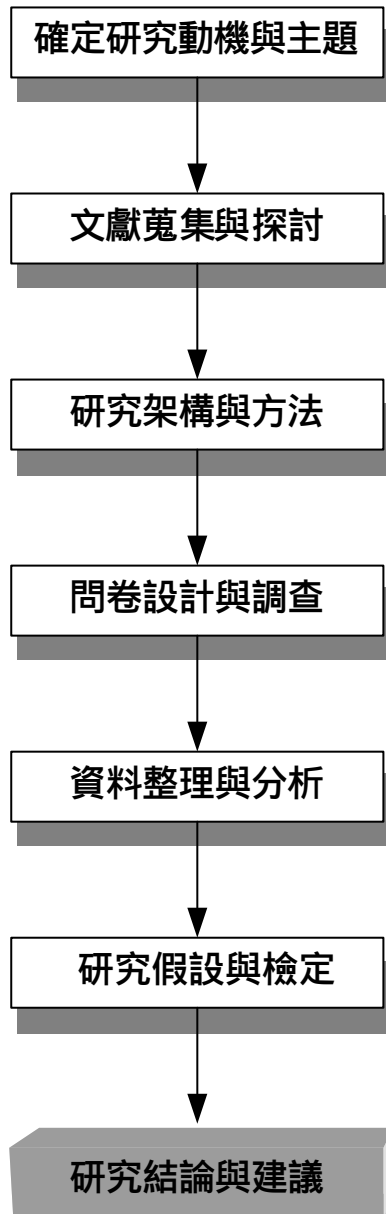 確定研究動機與主題
文獻蒐集與探討
研究架構與方法
問卷設計與調查
資料整理與分析
研究假設與檢定
研究結論與建議